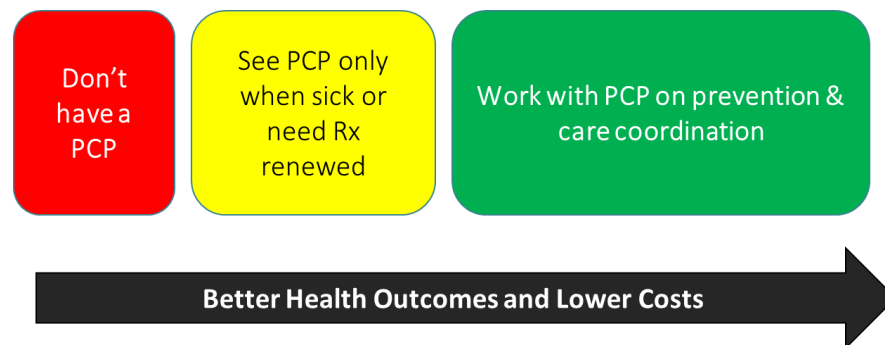 Don’t
have a
PCP
See PCP only
when sick or
need Rx
renewed
Work with PCP on prevention &
care coordination
Better Health Outcomes and Lower Costs